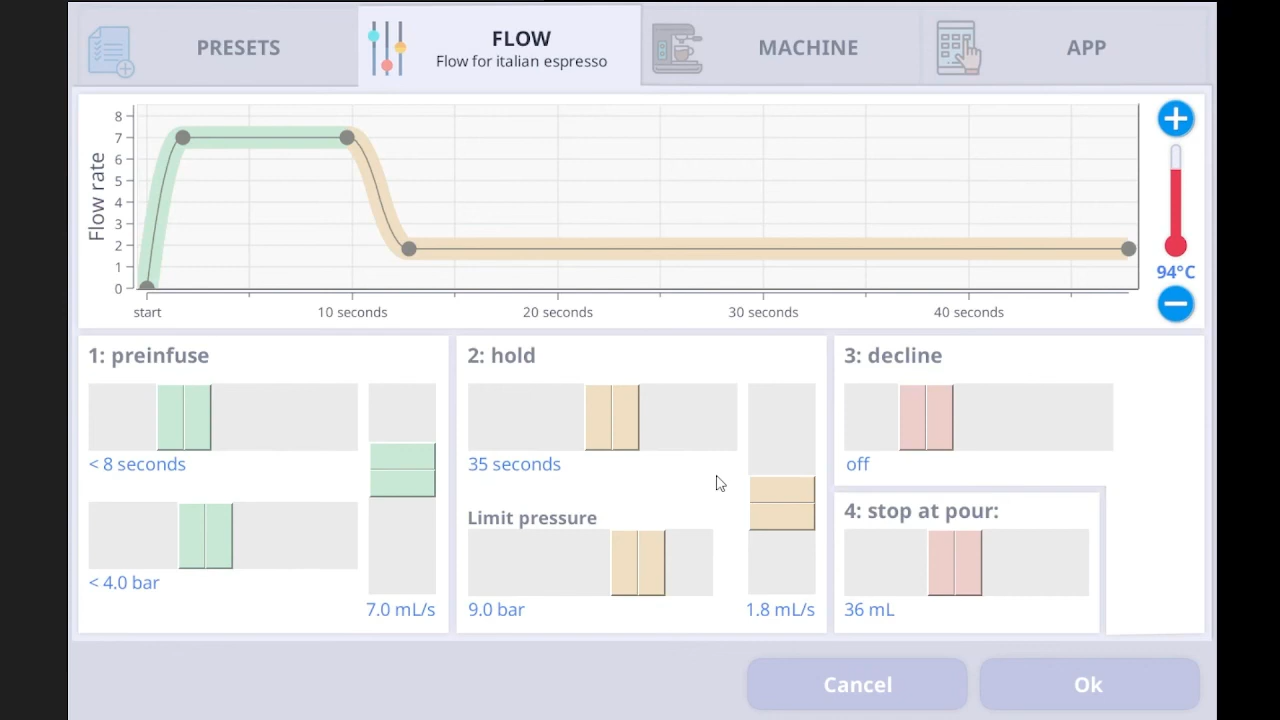 PRESETS
FLOW
Flow for italian espresso
MACHINE
APP
Flow rate
8
7
6
5
4
3
2
1
0
start
10 seconds
20 seconds
30 seconds
40 seconds
94°C
1: preinfuse
< 8 seconds
< 4.0 bar
7.0 mL/s
2: hold
35 seconds
Limit pressure
9.0 bar
1.8 mL/s
3: decline
off
4: stop at pour:
36 mL
Cancel
Ok